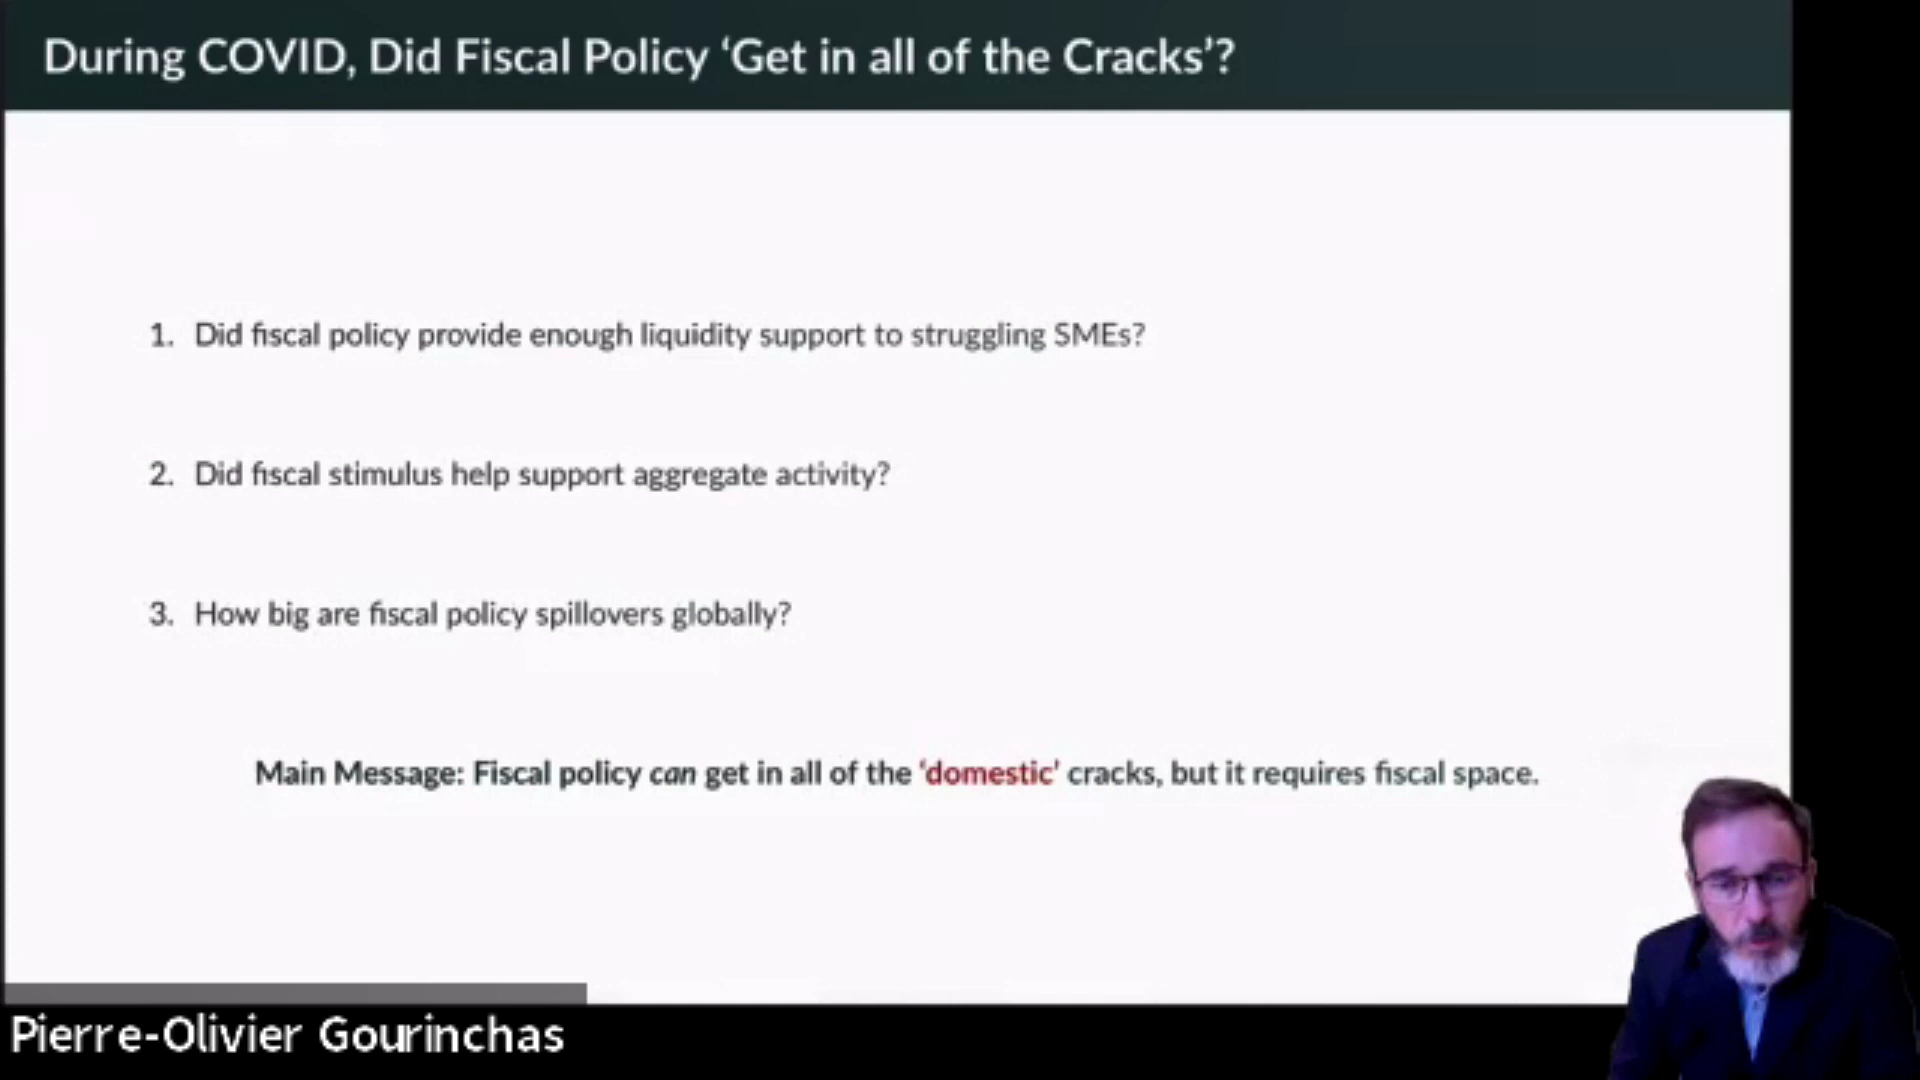 During COVID, Did Fiscal Policy ‘Get in all of the Cracks’?
1. Did fiscal policy provide enough liquidity support to struggling SMEs?
2. Did fiscal stimulus help support aggregate activity?
3. How big are fiscal policy spillovers globally?
Main Message: Fiscal policy can get in all of the ‘domestic’ cracks, but it requires fiscal space.
Pierre-Olivier Gourinchas